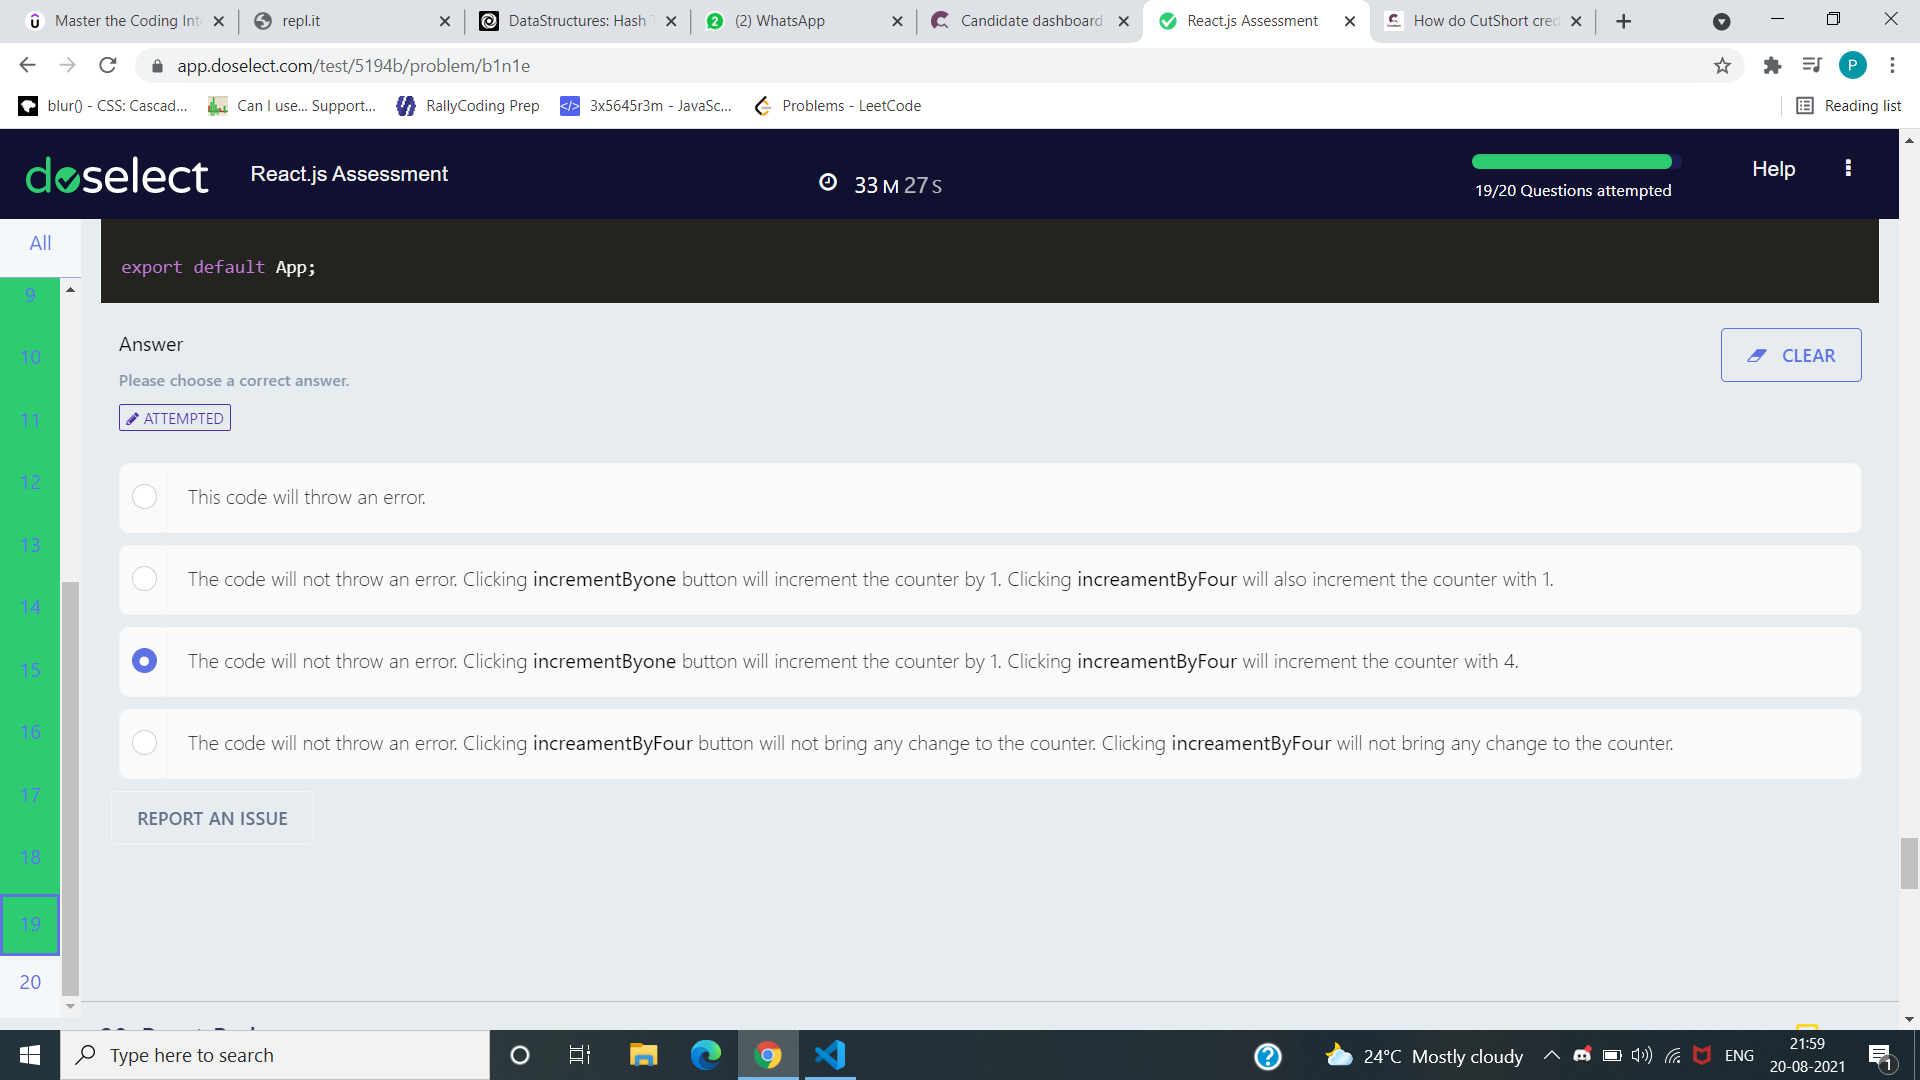 Master the Coding Int
repl.it
DataStructures: Hash T
(2) WhatsApp
Candidate dashboard
React.js Assessment
How do CutShort cred
app.doselect.com/test/5194b/problem/b1n1e
P
blur() - CSS: Cascad...
Can I use... Support...
RallyCoding Prep
3x5645r3m - JavaSc...
Problems - LeetCode
Reading list
doselect
React.js Assessment
33 M 27 S
19/20 Questions attempted
Help
All
export default App;
9
10
11
12
13
14
15
16
17
18
19
20
Answer
CLEAR
Please choose a correct answer.
ATTEMPTED
This code will throw an error.
The code will not throw an error. Clicking incrementByone button will increment the counter by 1. Clicking increamentByFour will also increment the counter with 1.
The code will not throw an error. Clicking incrementByone button will increment the counter by 1. Clicking increamentByFour will increment the counter with 4.
The code will not throw an error. Clicking increamentByFour button will not bring any change to the counter. Clicking increamentByFour will not bring any change to the counter.
REPORT AN ISSUE
Type here to search
24°C Mostly cloudy
ENG
21:59
20-08-2021
1